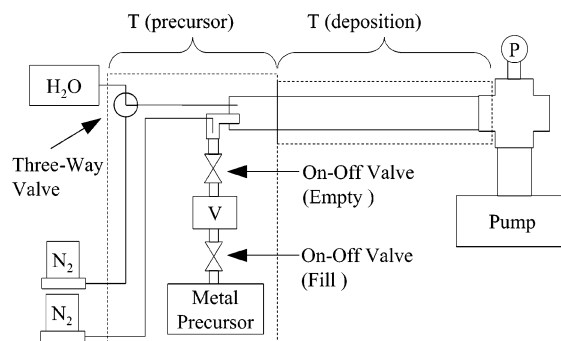 T (precursor)
T (deposition)
P
H₂O
Three-Way
Valve
On-Off Valve
(Empty )
V
Pump
N₂
On-Off Valve
(Fill )
N₂
Metal
Precursor